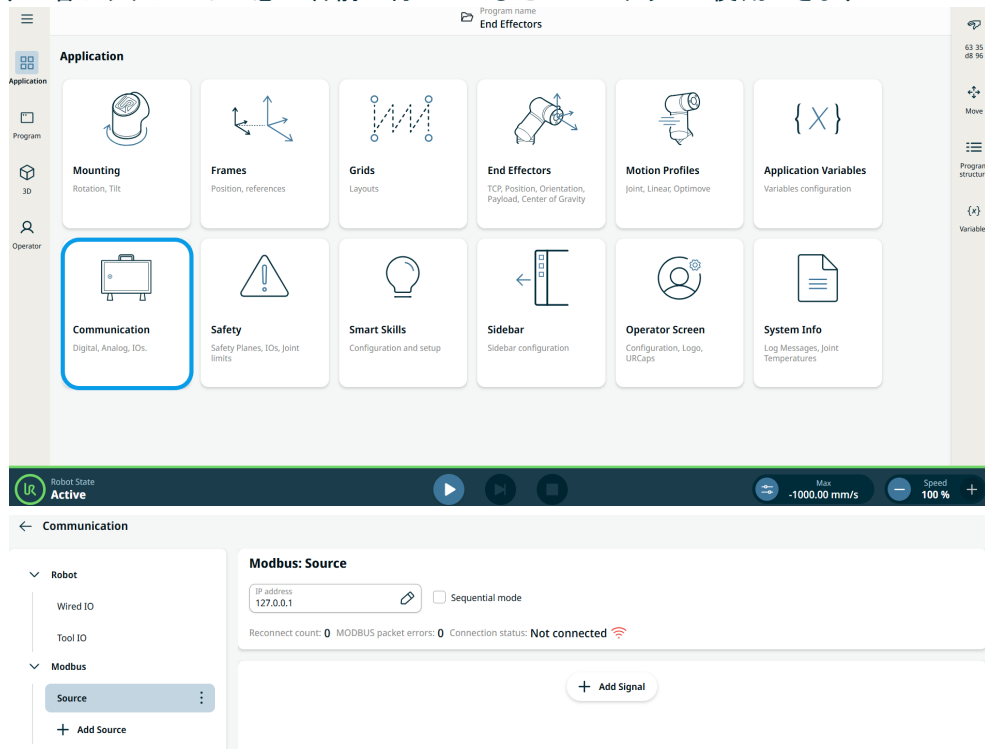 Program name
End Effectors
Application
63 35
d8 96
Application
Move
Program
Mounting
Rotation, Tilt
Frames
Position, references
Grids
Layouts
End Effectors
TCP, Position, Orientation,
Payload, Center of Gravity
Motion Profiles
Joint, Linear, Optimove
Application Variables
Variables configuration
{x}
3D
Operator
Communication
Digital, Analog, IOs.
Safety
Safety Planes, IOs, Joint
limits
Smart Skills
Configuration and setup
Sidebar
Sidebar configuration
Operator Screen
Configuration, Logo,
URCaps
System Info
Log Messages, Joint
Temperatures
UR
Robot State
Active
Max
-1000.00 mm/s
Speed
100 %
Communication
Robot
Wired IO
Tool IO
Modbus
Source
Add Source
Modbus: Source
IP address
127.0.0.1
Sequential mode
Reconnect count: 0 MODBUS packet errors: 0 Connection status: Not connected
Add Signal